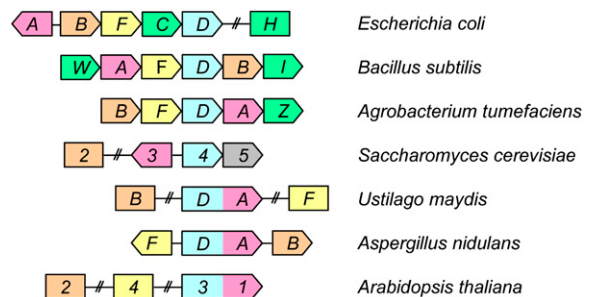 A B F C D H Escherichia coli
W A F D B I Bacillus subtilis
B F D A Z Agrobacterium tumefaciens
2 3 4 5 Saccharomyces cerevisiae
B D A F Ustilago maydis
F D A B Aspergillus nidulans
2 4 3 1 Arabidopsis thaliana